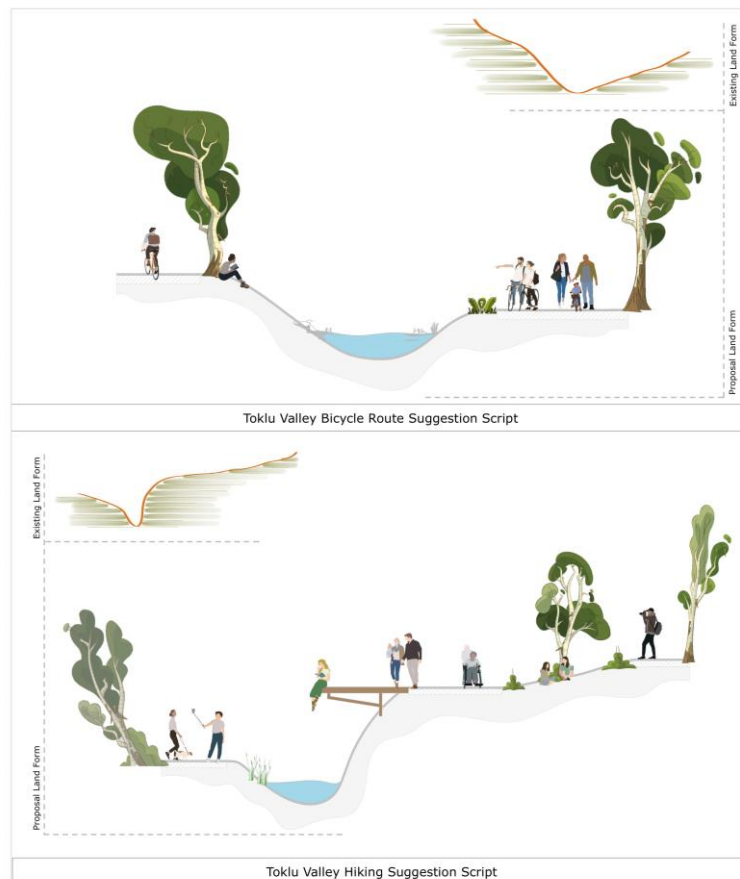 Existing Land Form
Proposal Land Form
Toklu Valley Bicycle Route Suggestion Script
Existing Land Form
Proposal Land Form
Toklu Valley Hiking Suggestion Script